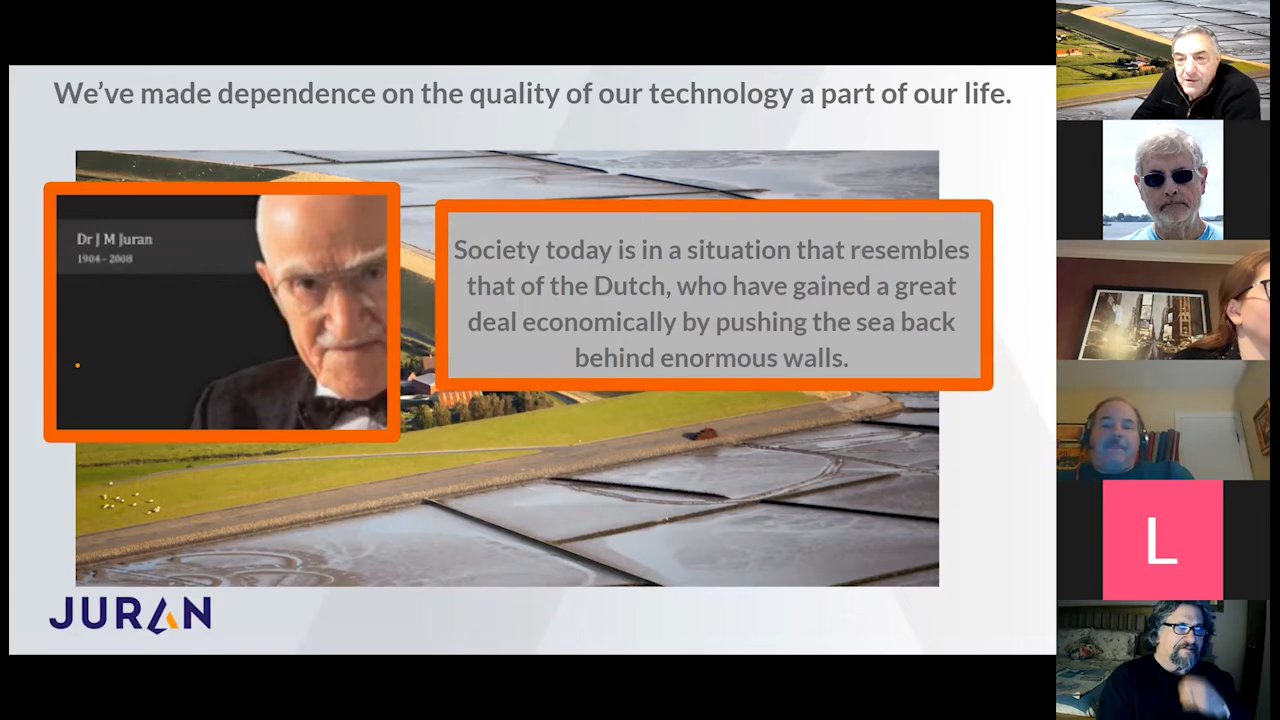 We've made dependence on the quality of our technology a part of our life.
Dr J M Juran
1904 - 2008
Society today is in a situation that resembles
that of the Dutch, who have gained a great
deal economically by pushing the sea back
behind enormous walls.
JURAN
L